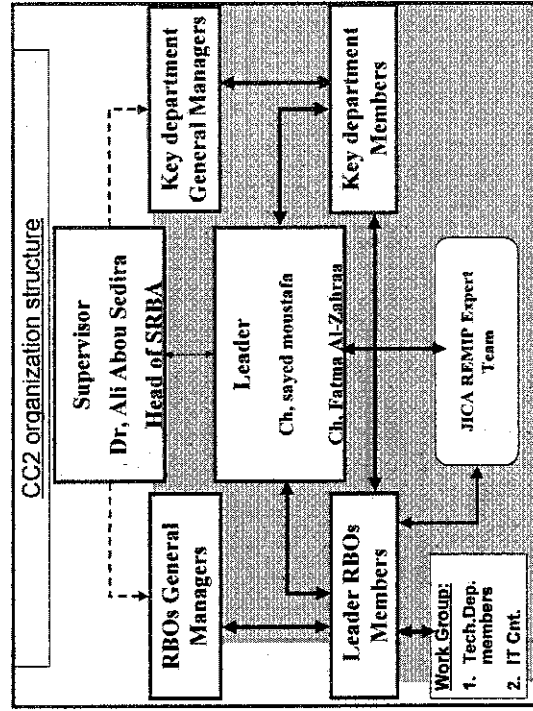 CC2 organization structure
Supervisor
Dr, Ali Abou Sedira
Head of SRBA
RBOs General
Managers
Key department
General Managers
Leader
Ch, sayed moustafa
Ch, Fatma Al-Zahraa
Leader RBOs
Members
Key department
Members
Work Group:
1. Tech.Dep.
members
2. IT Cnt.
JICA REMIP Expert
Team